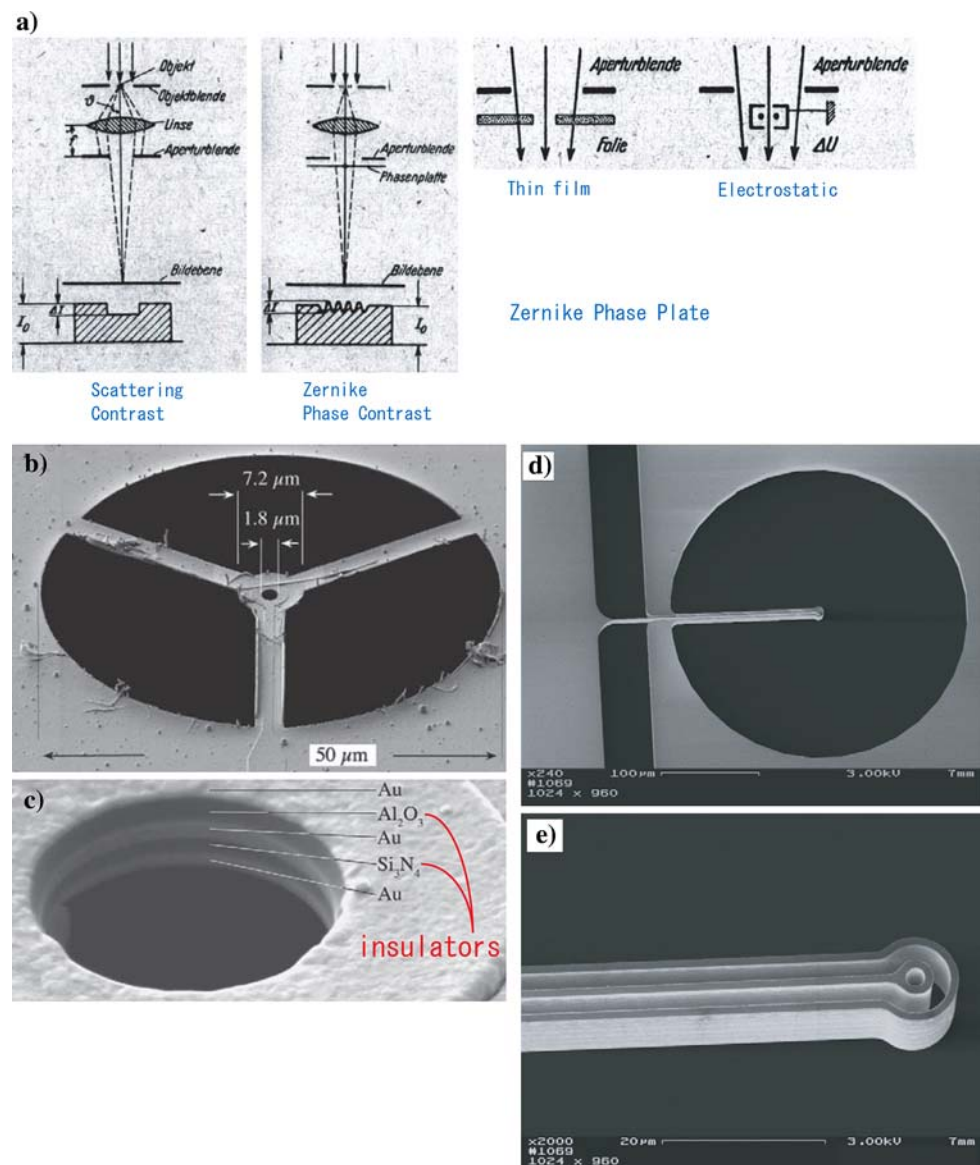 a)
Objekt
Objektblende
ϑ
Linse
f
Aperturblende
Bildebene
I₀
ΔI
Scattering
Contrast
Aperturblende
Phasenplatte
Bildebene
ΔI
I₀
Zernike
Phase Contrast
Aperturblende
Folie
Thin film
Aperturblende
ΔU
Electrostatic
Zernike Phase Plate
b)
7.2 μm
1.8 μm
50 μm
c)
Au
Al₂O₃
Au
Si₃N₄
Au
insulators
d)
x240 100μm 3.00kV 7mm
#1069
1024 x 960
e)
x2000 20μm 3.00kV 7mm
#1069
1024 x 960